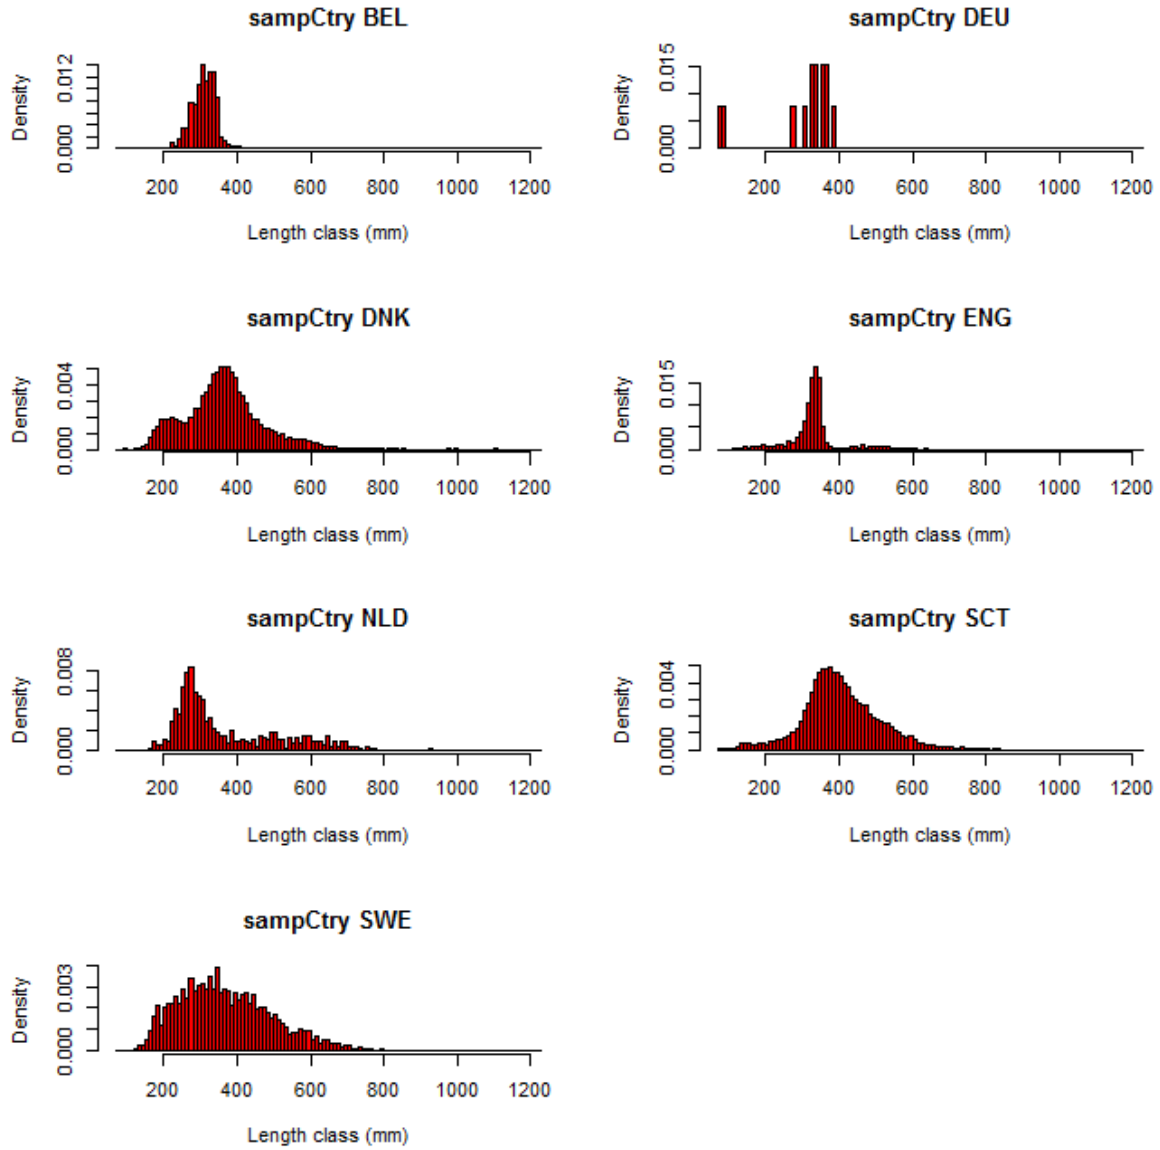 sampCtry BEL
Density
0.000 0.012
200 400 600 800 1000 1200
Length class (mm)
sampCtry DEU
Density
0.000 0.015
200 400 600 800 1000 1200
Length class (mm)
sampCtry DNK
Density
0.000 0.004
200 400 600 800 1000 1200
Length class (mm)
sampCtry ENG
Density
0.000 0.015
200 400 600 800 1000 1200
Length class (mm)
sampCtry NLD
Density
0.000 0.008
200 400 600 800 1000 1200
Length class (mm)
sampCtry SCT
Density
0.000 0.004
200 400 600 800 1000 1200
Length class (mm)
sampCtry SWE
Density
0.000 0.003
200 400 600 800 1000 1200
Length class (mm)